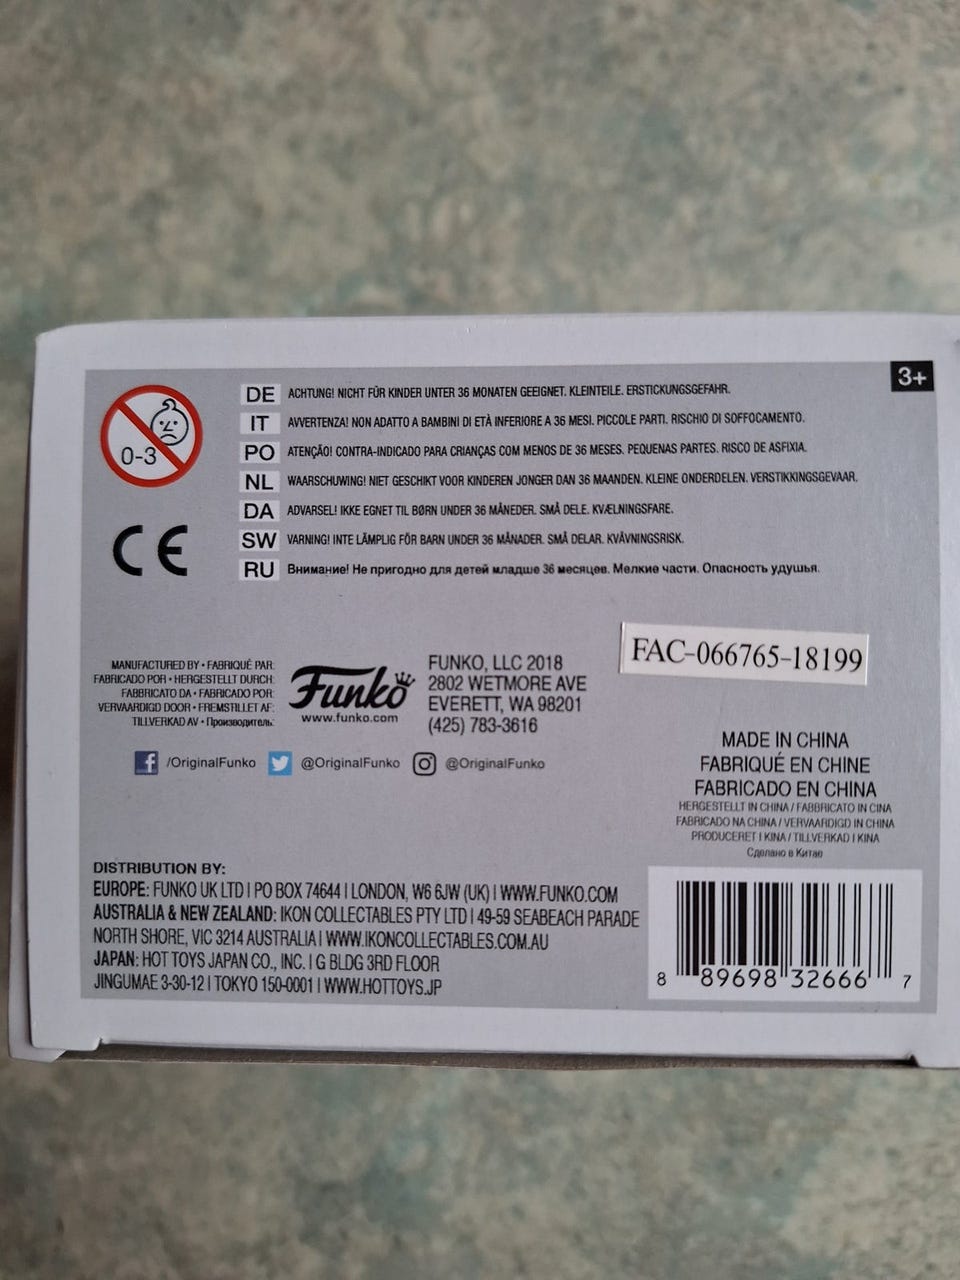 3+
0-3
DE ACHTUNG! NICHT FÜR KINDER UNTER 36 MONATEN GEEIGNET. KLEINTEILE. ERSTICKUNGSGEFAHR.
IT AVVERTENZA! NON ADATTO A BAMBINI DI ETÀ INFERIORE A 36 MESI. PICCOLE PARTI. RISCHIO DI SOFFOCAMENTO.
PO ATENÇÃO! CONTRA-INDICADO PARA CRIANÇAS COM MENOS DE 36 MESES. PEQUENAS PARTES. RISCO DE ASFIXIA.
NL WAARSCHUWING! NIET GESCHIKT VOOR KINDEREN JONGER DAN 36 MAANDEN. KLEINE ONDERDELEN. VERSTIKKINGSGEVAAR.
DA ADVARSEL! IKKE EGNET TIL BØRN UNDER 36 MÅNEDER. SMÅ DELE. KVÆLNINGSFARE.
SW VARNING! INTE LÄMPLIG FÖR BARN UNDER 36 MÅNADER. SMÅ DELAR. KVÄVNINGSRISK.
RU Внимание! Не пригодно для детей младше 36 месяцев. Мелкие части. Опасность удушья.
CE
MANUFACTURED BY • FABRIQUÉ PAR:
FABRICADO POR • HERGESTELLT DURCH:
FABBRICATO DA • FABRICADO POR:
VERVAARDIGD DOOR • FREMSTILLET AF:
TILLVERKAD AV • Производитель:
Funko
www.funko.com
FUNKO, LLC 2018
2802 WETMORE AVE
EVERETT, WA 98201
(425) 783-3616
FAC-066765-18199
/OriginalFunko @OriginalFunko @OriginalFunko
MADE IN CHINA
FABRIQUÉ EN CHINE
FABRICADO EN CHINA
HERGESTELLT IN CHINA / FABBRICATO IN CINA
FABRICADO NA CHINA / VERVAARDIGD IN CHINA
PRODUCERET I KINA / TILLVERKAD I KINA
Сделано в Китае
DISTRIBUTION BY:
EUROPE: FUNKO UK LTD | PO BOX 74644 | LONDON, W6 6JW (UK) | WWW.FUNKO.COM
AUSTRALIA & NEW ZEALAND: IKON COLLECTABLES PTY LTD | 49-59 SEABEACH PARADE
NORTH SHORE, VIC 3214 AUSTRALIA | WWW.IKONCOLLECTABLES.COM.AU
JAPAN: HOT TOYS JAPAN CO., INC. | G BLDG 3RD FLOOR
JINGUMAE 3-30-12 | TOKYO 150-0001 | WWW.HOTTOYS.JP
8 89698 32666 7